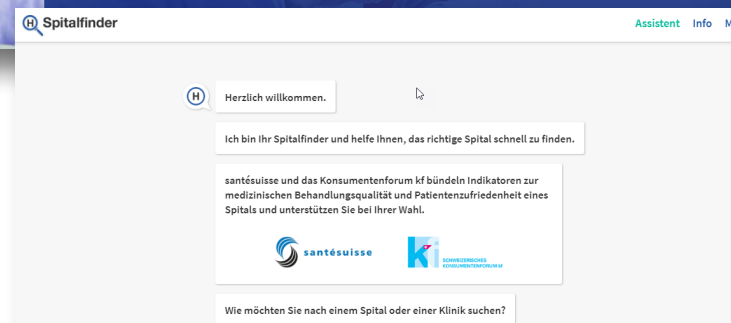 Spitalfinder
Assistent Info M
H
Herzlich willkommen.
Ich bin Ihr Spitalfinder und helfe Ihnen, das richtige Spital schnell zu finden.
santésuisse und das Konsumentenforum kf bündeln Indikatoren zur
medizinischen Behandlungsqualität und Patientenzufriedenheit eines
Spitals und unterstützen Sie bei Ihrer Wahl.
santésuisse
kf
SCHWEIZERISCHES
KONSUMENTENFORUM kf
Wie möchten Sie nach einem Spital oder einer Klinik suchen?